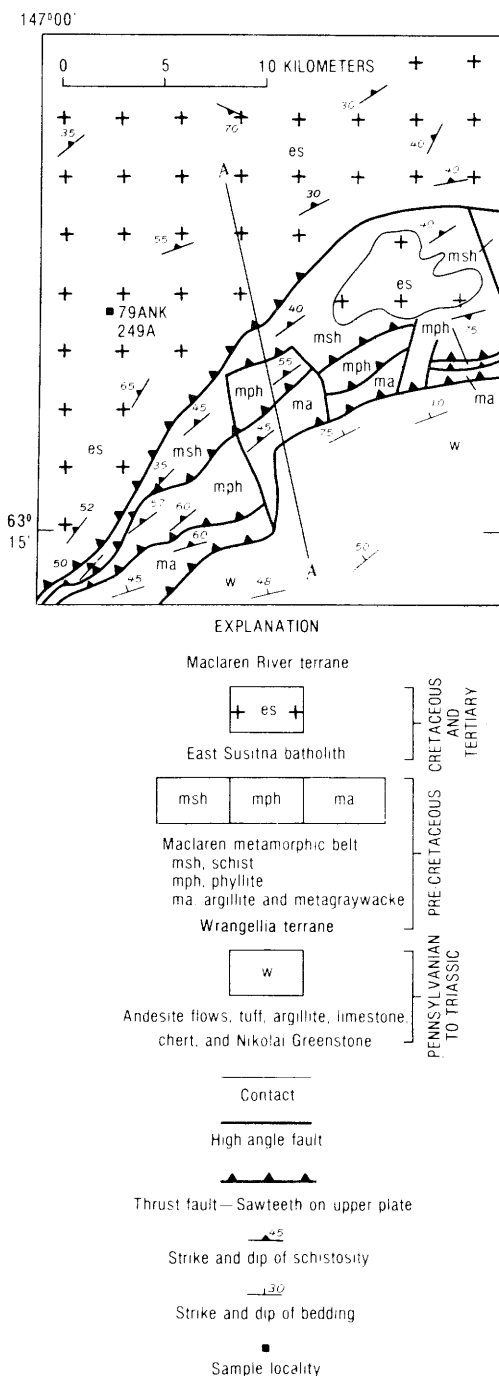 147°00'
0 5 10 KILOMETERS
30
35
70
es
40
A
40
30
40
55
msh
es
79ANK
249A
40
75
msh
mph
mph
55
65
mph
ma
ma
45
ma
10
45
75
msh
w
es
35
mph
52
57
60
63°
15'
60
50
50
ma
A
w
45
48
EXPLANATION
Maclaren River terrane
es
East Susitna batholith
CRETACEOUS
AND
TERTIARY
msh mph ma
Maclaren metamorphic belt
msh, schist
mph, phyllite
ma, argillite and metagraywacke
PRE-CRETACEOUS
Wrangellia terrane
w
Andesite flows, tuff, argillite, limestone,
chert, and Nikolai Greenstone
PENNSYLVANIAN
TO TRIASSIC
Contact
High angle fault
Thrust fault—Sawteeth on upper plate
45
Strike and dip of schistosity
30
Strike and dip of bedding
Sample locality